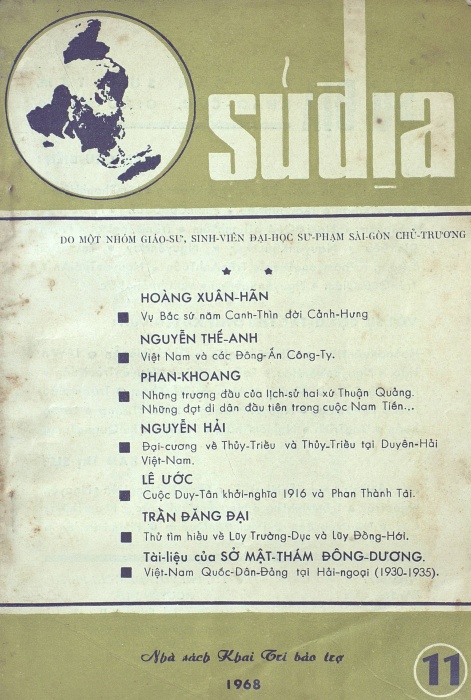 sử địa
DO MỘT NHÓM GIÁO-SƯ, SINH-VIÊN ĐẠI-HỌC SƯ-PHẠM SÀI-GÒN CHỦ-TRƯƠNG
HOÀNG XUÂN-HÃN
Vụ Bắc sứ năm Canh-Thìn đời Cảnh-Hưng
NGUYỄN THẾ-ANH
Việt Nam và các Đông-Ấn Công-Ty.
PHAN-KHOANG
Những trương đầu của lịch-sử hai xứ Thuận Quảng.
Những đợt di dân đầu tiên trong cuộc Nam Tiến...
NGUYỄN HẢI
Đại-cương về Thủy-Triều và Thủy-Triều tại Duyên-Hải
Việt-Nam.
LÊ ƯỚC
Cuộc Duy-Tân khởi-nghĩa 1916 và Phan Thành Tài.
TRẦN ĐĂNG ĐẠI
Thử tìm hiểu về Lũy Trường-Dục và Lũy Đồng-Hới.
Tài-liệu của SỞ MẬT-THÁM ĐÔNG-DƯƠNG.
Việt-Nam Quốc-Dân-Đảng tại Hải-ngoại (1930-1935).
Nhà sách Khai Trí bảo trợ
1968
11